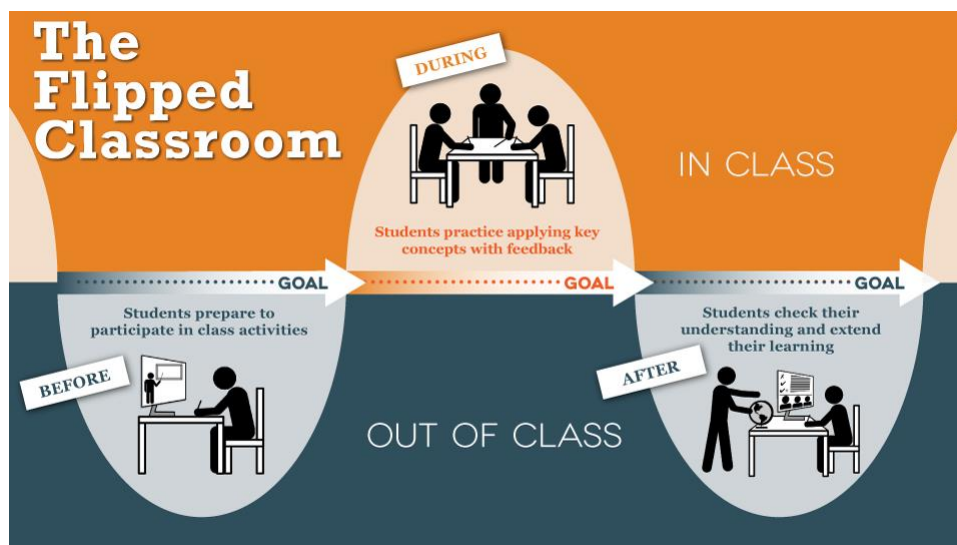 The
Flipped
Classroom
DURING
IN CLASS
Students practice applying key
concepts with feedback
GOAL
GOAL
GOAL
Students prepare to
participate in class activities
BEFORE
Students check their
understanding and extend
their learning
AFTER
OUT OF CLASS